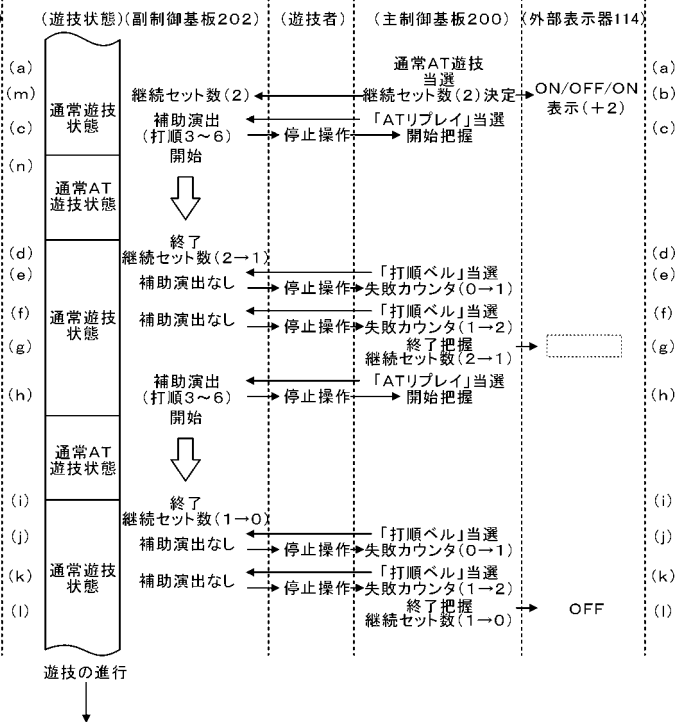 (遊技状態)(副制御基板202) (遊技者) (主制御基板200) (外部表示器114)
(a) 通常AT遊技 (a)
当選
(m) 継続セット数(2) 継続セット数(2)決定 ON/OFF/ON (b)
表示(+2)
通常遊技
状態
(c) 補助演出 「ATリプレイ」当選 (c)
(打順3~6) 停止操作 開始把握
開始
(n)
通常AT
遊技状態
(d) 終了 (d)
継続セット数(2→1)
(e) 補助演出なし 「打順ベル」当選 (e)
停止操作 失敗カウンタ(0→1)
(f) 補助演出なし 「打順ベル」当選 (f)
通常遊技
状態
停止操作 失敗カウンタ(1→2)
(g) 終了把握 (g)
継続セット数(2→1)
補助演出 「ATリプレイ」当選
(h) (打順3~6) 停止操作 開始把握 (h)
開始
通常AT
遊技状態
(i) 終了 (i)
継続セット数(1→0)
(j) 補助演出なし 「打順ベル」当選 (j)
停止操作 失敗カウンタ(0→1)
(k) 補助演出なし 「打順ベル」当選 (k)
通常遊技
状態
停止操作 失敗カウンタ(1→2)
(l) 終了把握 OFF (l)
継続セット数(1→0)
遊技の進行